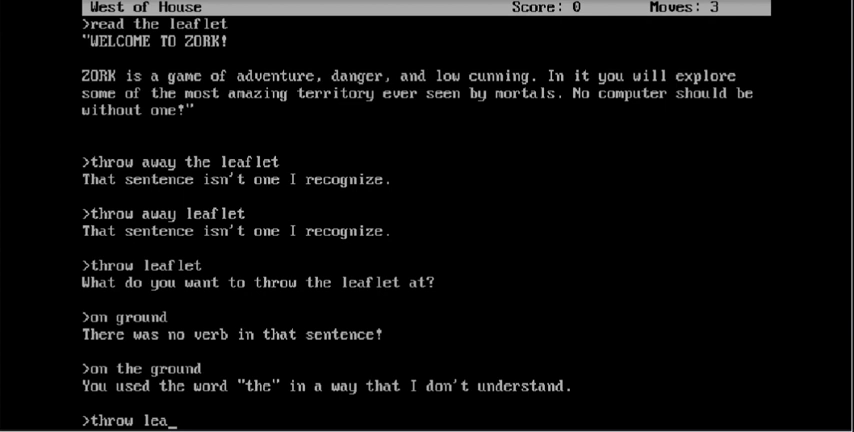 West of House Score: 0 Moves: 3
>read the leaflet
"WELCOME TO ZORK!
ZORK is a game of adventure, danger, and low cunning. In it you will explore
some of the most amazing territory ever seen by mortals. No computer should be
without one!"
>throw away the leaflet
That sentence isn't one I recognize.
>throw away leaflet
That sentence isn't one I recognize.
>throw leaflet
What do you want to throw the leaflet at?
>on ground
There was no verb in that sentence!
>on the ground
You used the word "the" in a way that I don't understand.
>throw lea_